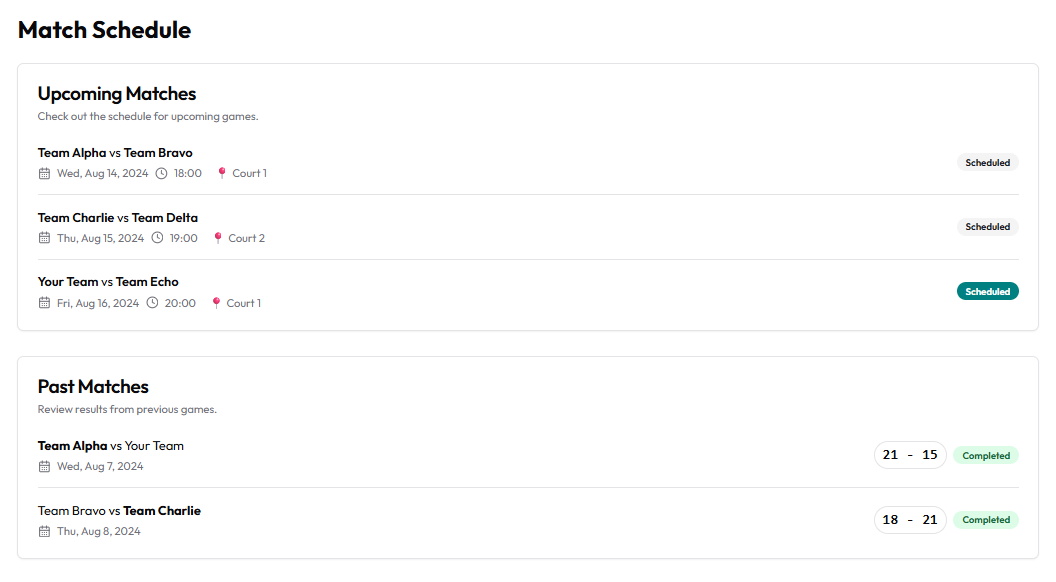 Match Schedule
Upcoming Matches
Check out the schedule for upcoming games.
Team Alpha vs Team Bravo
Wed, Aug 14, 2024 18:00 Court 1
Scheduled
Team Charlie vs Team Delta
Thu, Aug 15, 2024 19:00 Court 2
Scheduled
Your Team vs Team Echo
Fri, Aug 16, 2024 20:00 Court 1
Scheduled
Past Matches
Review results from previous games.
Team Alpha vs Your Team
Wed, Aug 7, 2024
21 - 15 Completed
Team Bravo vs Team Charlie
Thu, Aug 8, 2024
18 - 21 Completed